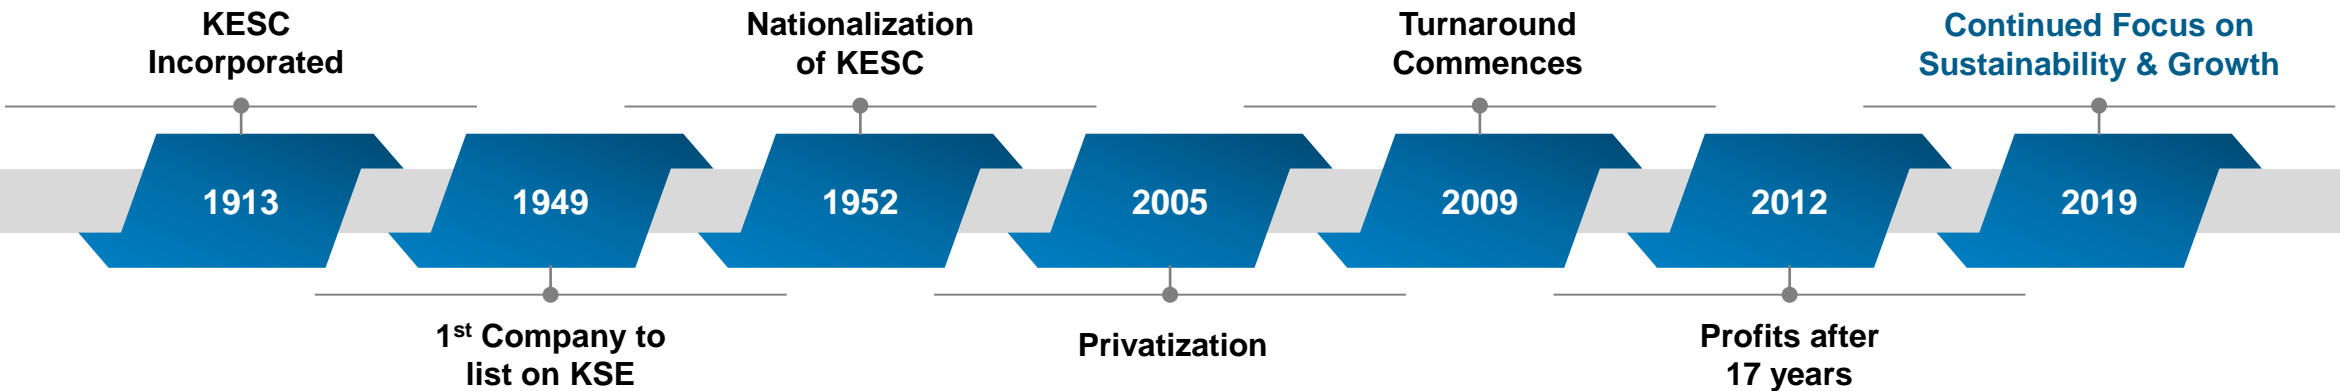 KESC
Incorporated
Nationalization
of KESC
Turnaround
Commences
Continued Focus on
Sustainability & Growth
1913
1949
1952
2005
2009
2012
2019
1st Company to
list on KSE
Privatization
Profits after
17 years